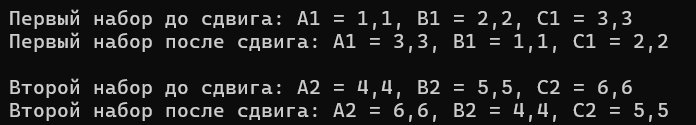 Первый набор до сдвига: A1 = 1,1, B1 = 2,2, C1 = 3,3
Первый набор после сдвига: A1 = 3,3, B1 = 1,1, C1 = 2,2
Второй набор до сдвига: A2 = 4,4, B2 = 5,5, C2 = 6,6
Второй набор после сдвига: A2 = 6,6, B2 = 4,4, C2 = 5,5